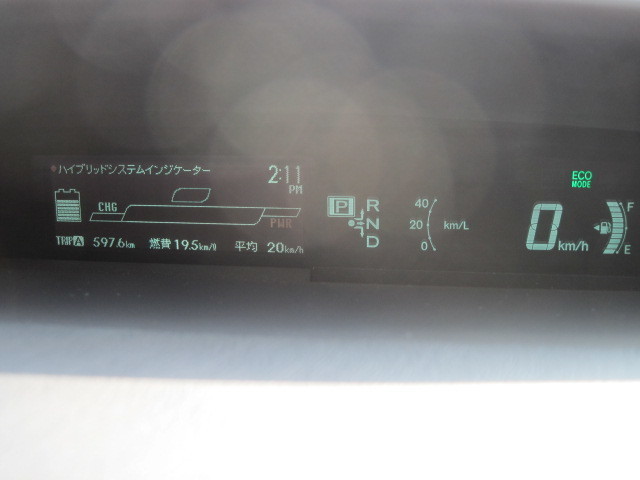 ハイブリッドシステムインジケーター 2:11 PM
CHG
PWR
TRIP A 597.6km 燃費 19.5km/ℓ 平均 20km/h
P R
N
D
40
20 km/L
0
ECO
MODE
0 km/h
F
E